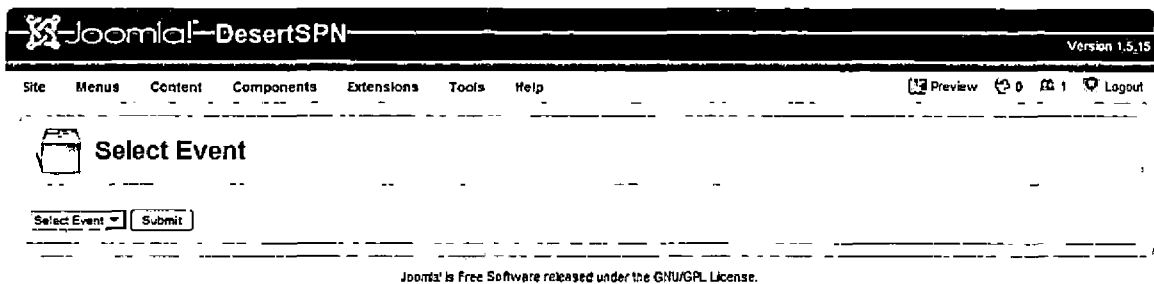 Joomla! DesertSPN
Version 1.5.15
Site Menus Content Components Extensions Tools Help Preview 0 1 Logout
Select Event
Select Event Submit
Joomla! is Free Software released under the GNU/GPL License.